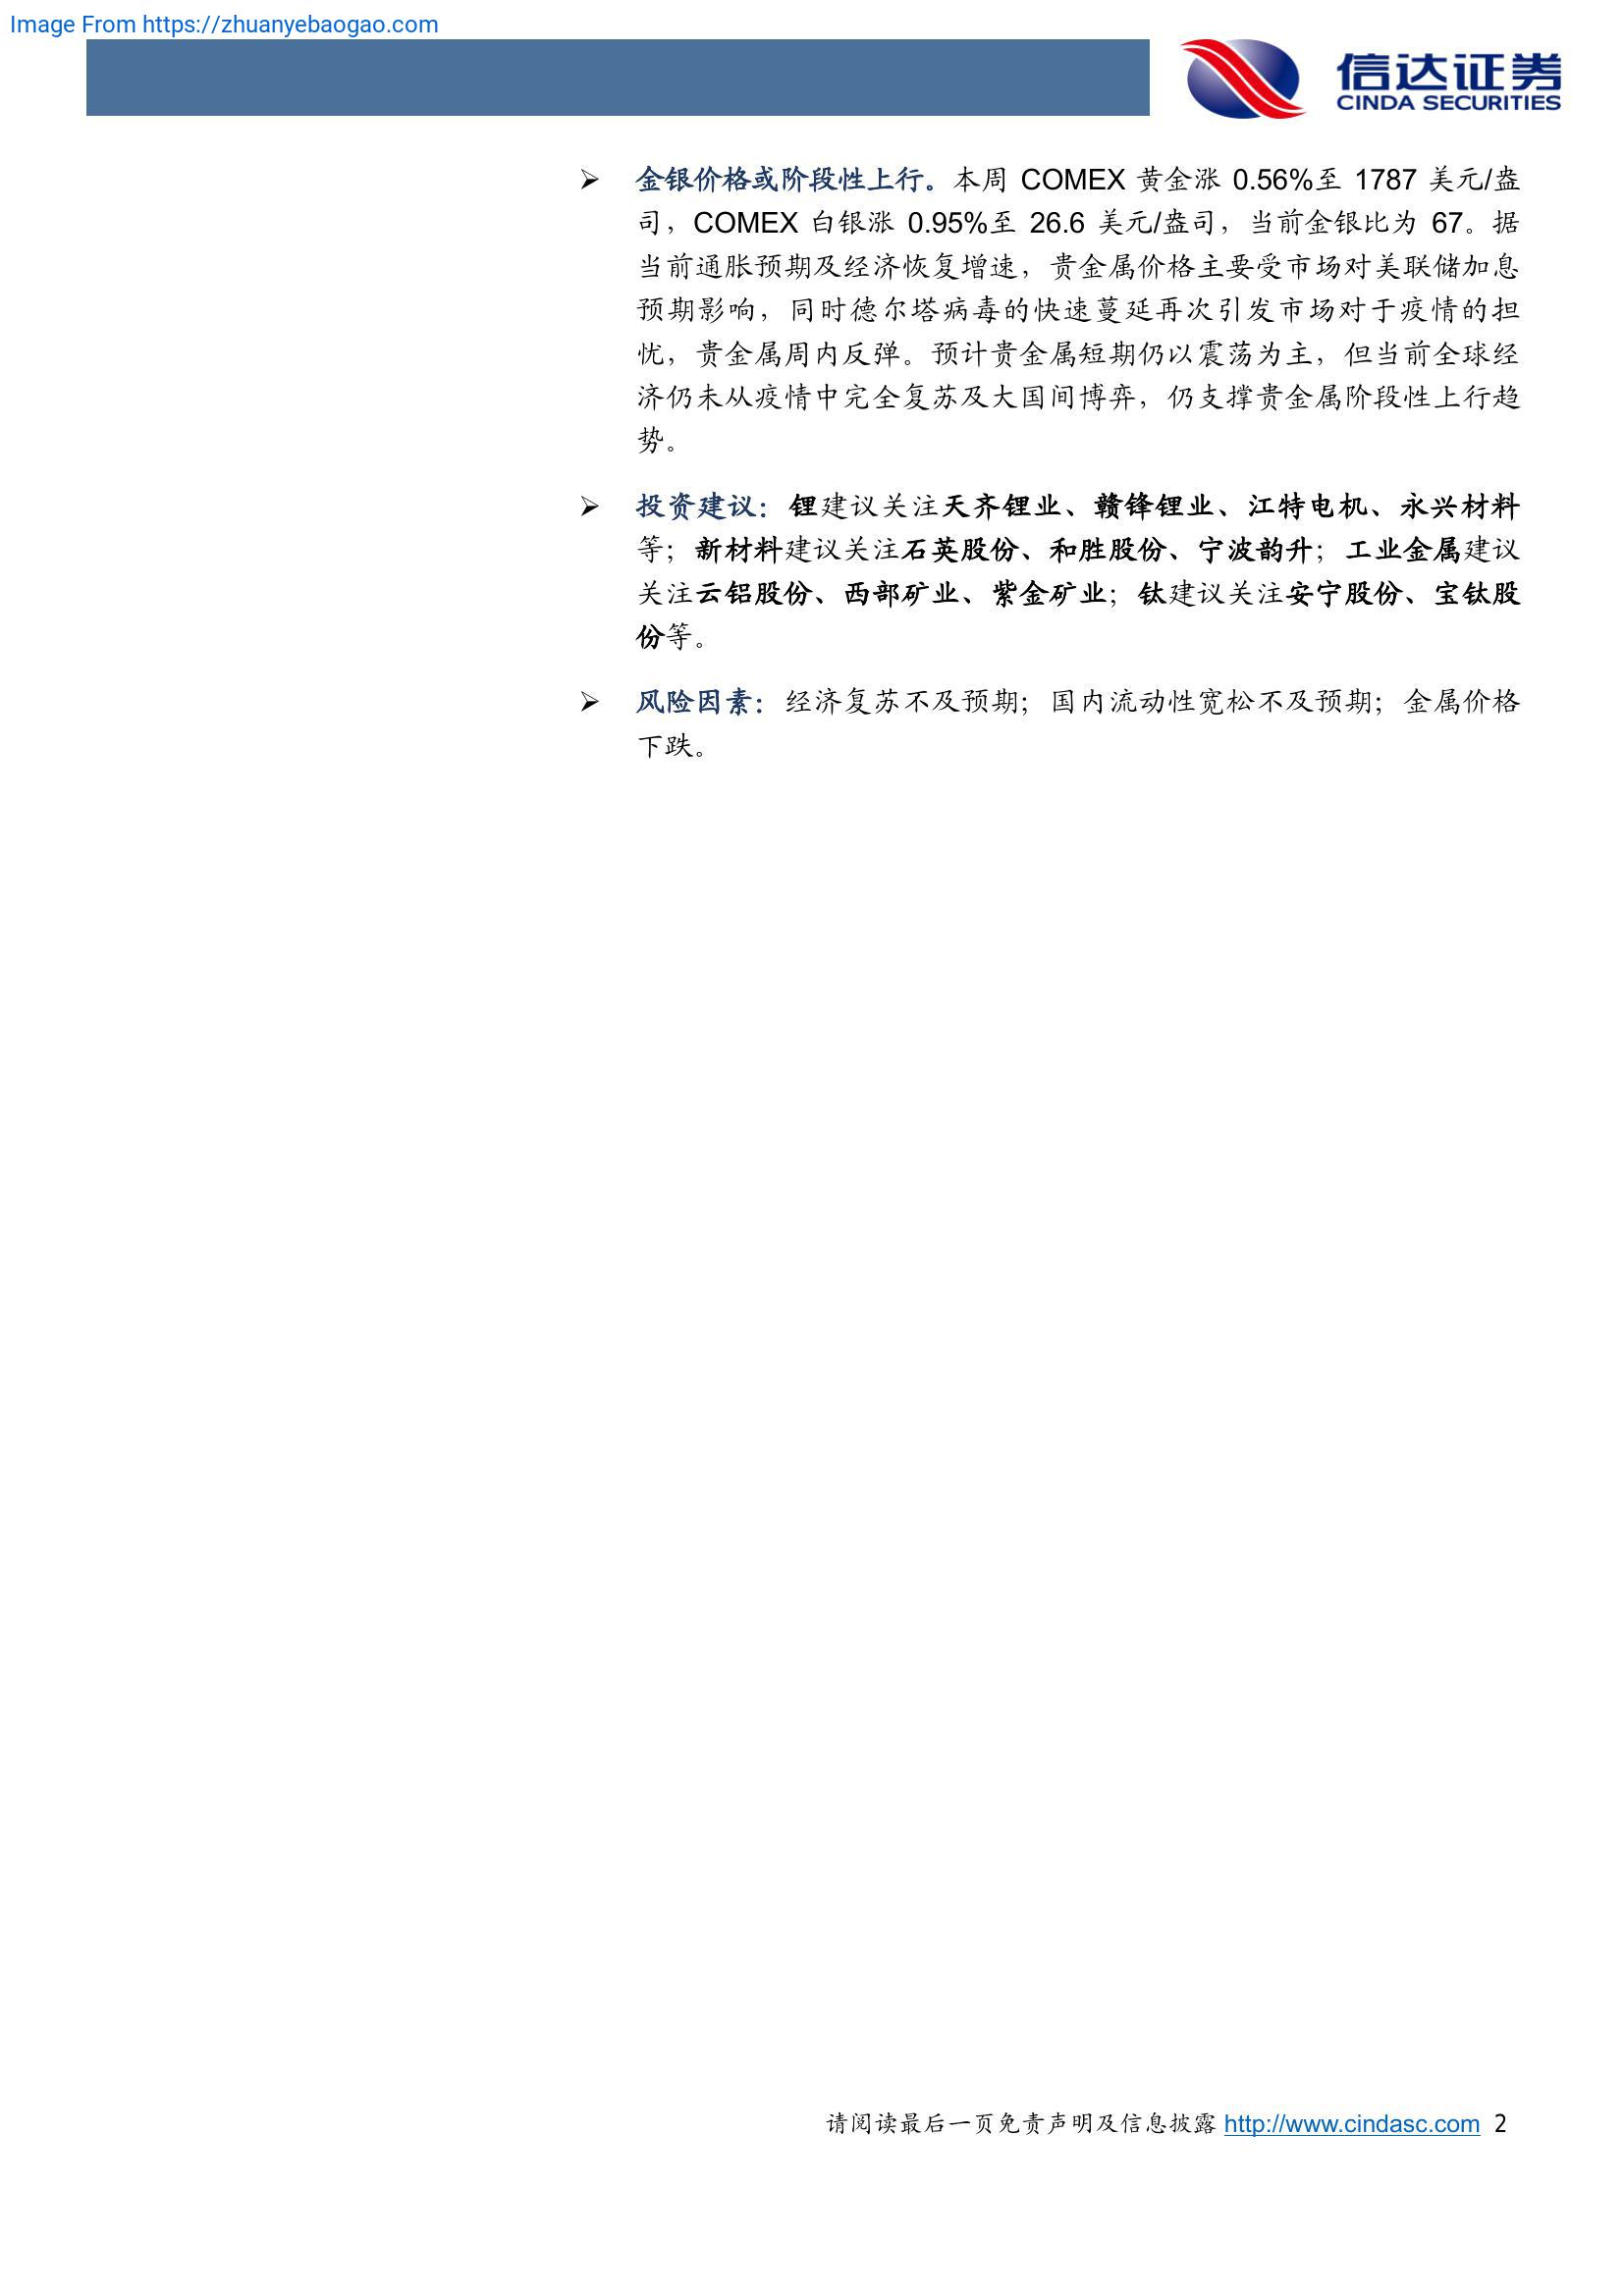 Image From https://zhuanyebaogao.com
信达证券
CINDA SECURITIES
➢ 金银价格或阶段性上行。本周 COMEX 黄金涨 0.56%至 1787 美元/盎
司，COMEX 白银涨 0.95%至 26.6 美元/盎司，当前金银比为 67。据
当前通胀预期及经济恢复增速，贵金属价格主要受市场对美联储加息
预期影响，同时德尔塔病毒的快速蔓延再次引发市场对于疫情的担
忧，贵金属周内反弹。预计贵金属短期仍以震荡为主，但当前全球经
济仍未从疫情中完全复苏及大国间博弈，仍支撑贵金属阶段性上行趋
势。
➢ 投资建议：锂建议关注天齐锂业、赣锋锂业、江特电机、永兴材料
等；新材料建议关注石英股份、和胜股份、宁波韵升；工业金属建议
关注云铝股份、西部矿业、紫金矿业；钛建议关注安宁股份、宝钛股
份等。
➢ 风险因素：经济复苏不及预期；国内流动性宽松不及预期；金属价格
下跌。
请阅读最后一页免责声明及信息披露 http://www.cindasc.com 2